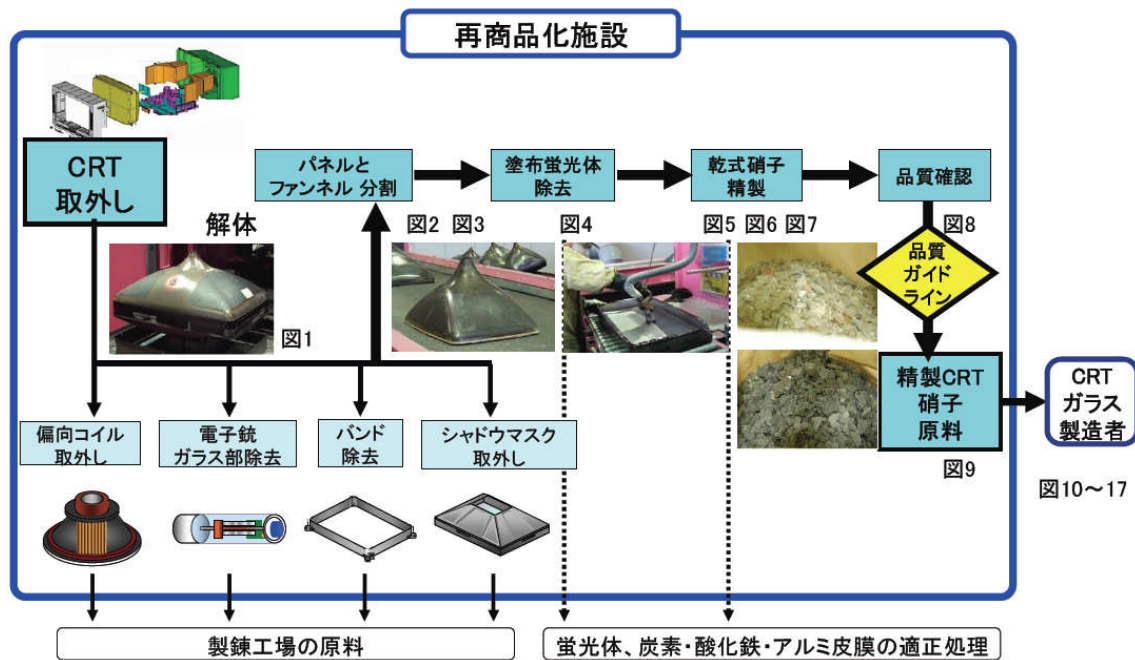 再商品化施設
CRT
取外し
パネルと
ファンネル 分割
塗布蛍光体
除去
乾式硝子
精製
品質確認
解体
図1
図2 図3
図4
図5 図6 図7
図8
品質
ガイド
ライン
精製CRT
硝子
原料
図9
CRT
ガラス
製造者
図10～17
偏向コイル
取外し
電子銃
ガラス部除去
バンド
除去
シャドウマスク
取外し
製錬工場の原料
蛍光体、炭素・酸化鉄・アルミ皮膜の適正処理